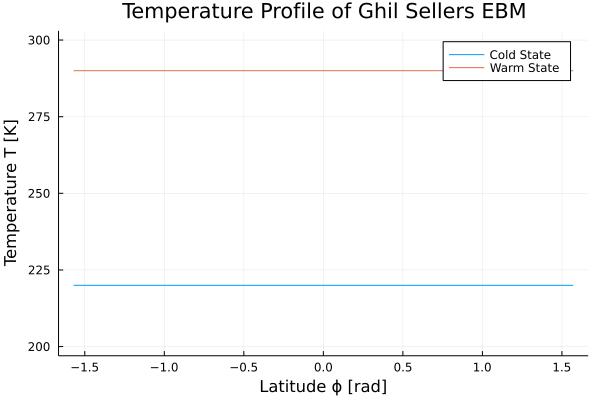 Temperature Profile of Ghil Sellers EBM
Temperature T [K]
300
275
250
225
200
Cold State
Warm State
−1.5 −1.0 −0.5 0.0 0.5 1.0 1.5
Latitude ϕ [rad]